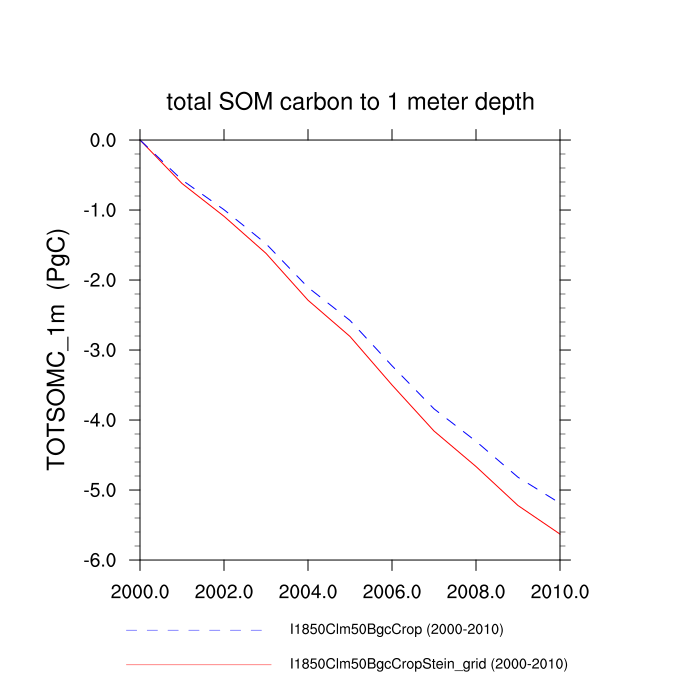 total SOM carbon to 1 meter depth
TOTSOMC_1m (PgC)
0.0
-1.0
-2.0
-3.0
-4.0
-5.0
-6.0
2000.0 2002.0 2004.0 2006.0 2008.0 2010.0
I1850Clm50BgcCrop (2000-2010)
I1850Clm50BgcCropStein_grid (2000-2010)